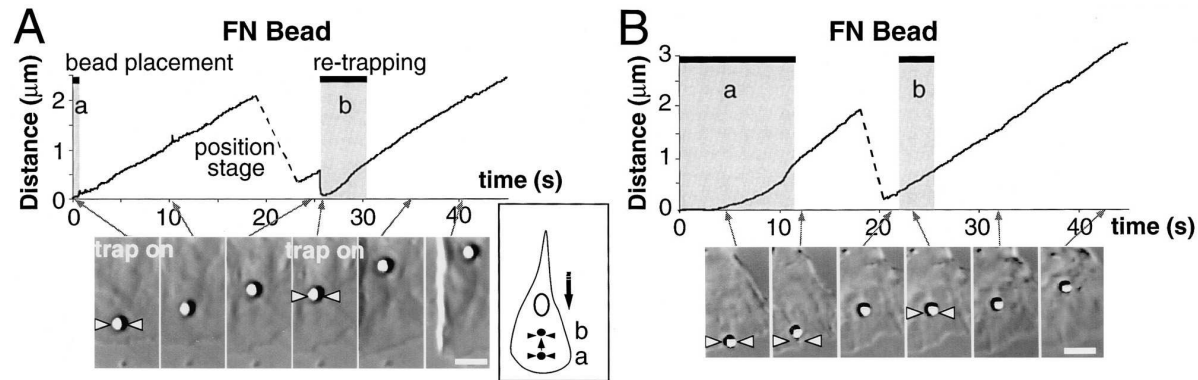 A
FN Bead
bead placement
re-trapping
a
b
position
stage
Distance (μm)
2
1
0
0
10
20
30
40
time (s)
trap on
trap on
b
a
B
FN Bead
a
b
Distance (μm)
3
2
1
0
0
10
20
30
40
time (s)